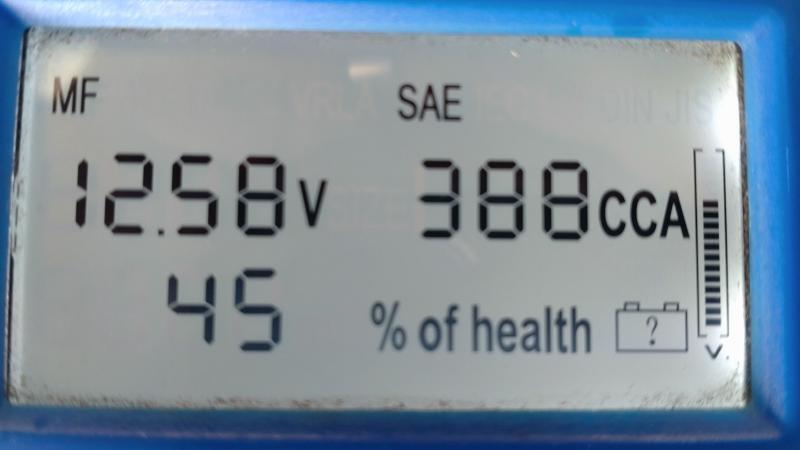 MF SAE
12.58V 388CCA
45 % of health ?
V